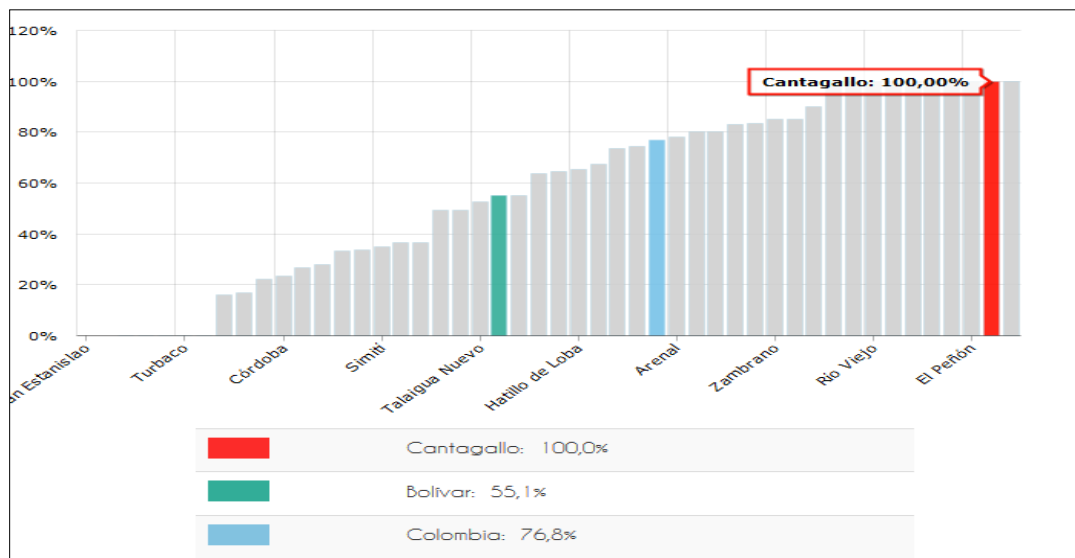 120%
Cantagallo: 100,00%
100%
80%
60%
40%
20%
0%
n Estanislao
Turbaco
Córdoba
Simití
Talaigua Nuevo
Hatillo de Loba
Arenal
Zambrano
Rio Viejo
El Peñón
Cantagallo: 100,0%
Bolívar: 55,1%
Colombia: 76,8%